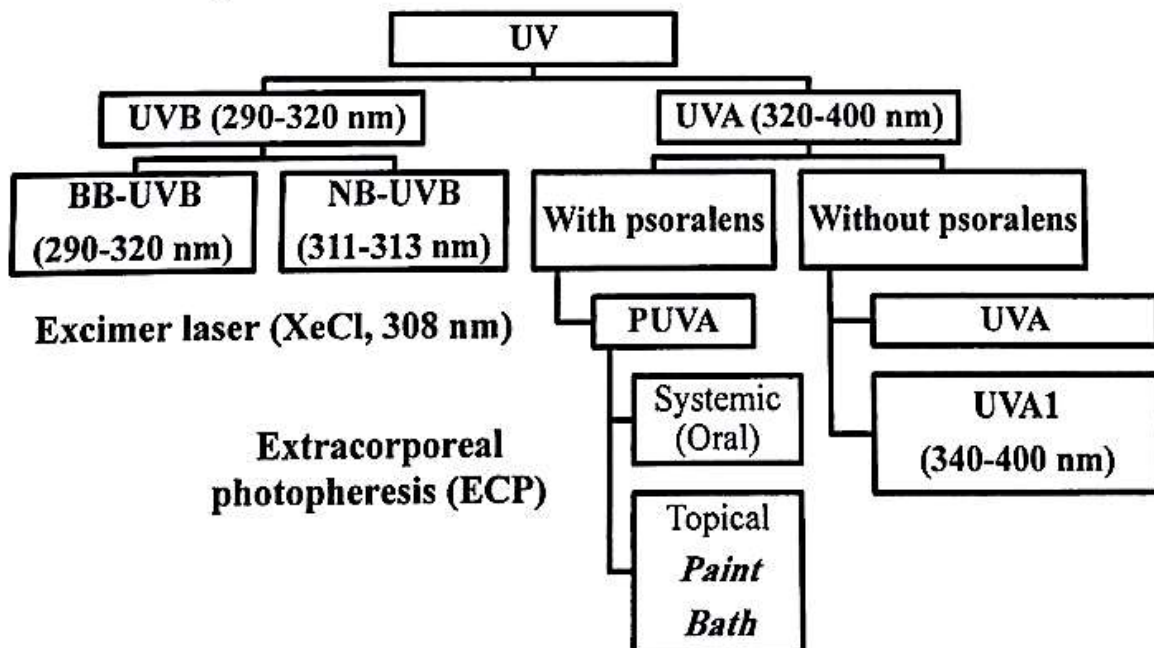 UV
UVB (290-320 nm)
UVA (320-400 nm)
BB-UVB
(290-320 nm)
NB-UVB
(311-313 nm)
With psoralens
Without psoralens
Excimer laser (XeCl, 308 nm)
PUVA
UVA
Systemic
(Oral)
UVA1
(340-400 nm)
Extracorporeal
photopheresis (ECP)
Topical
Paint
Bath